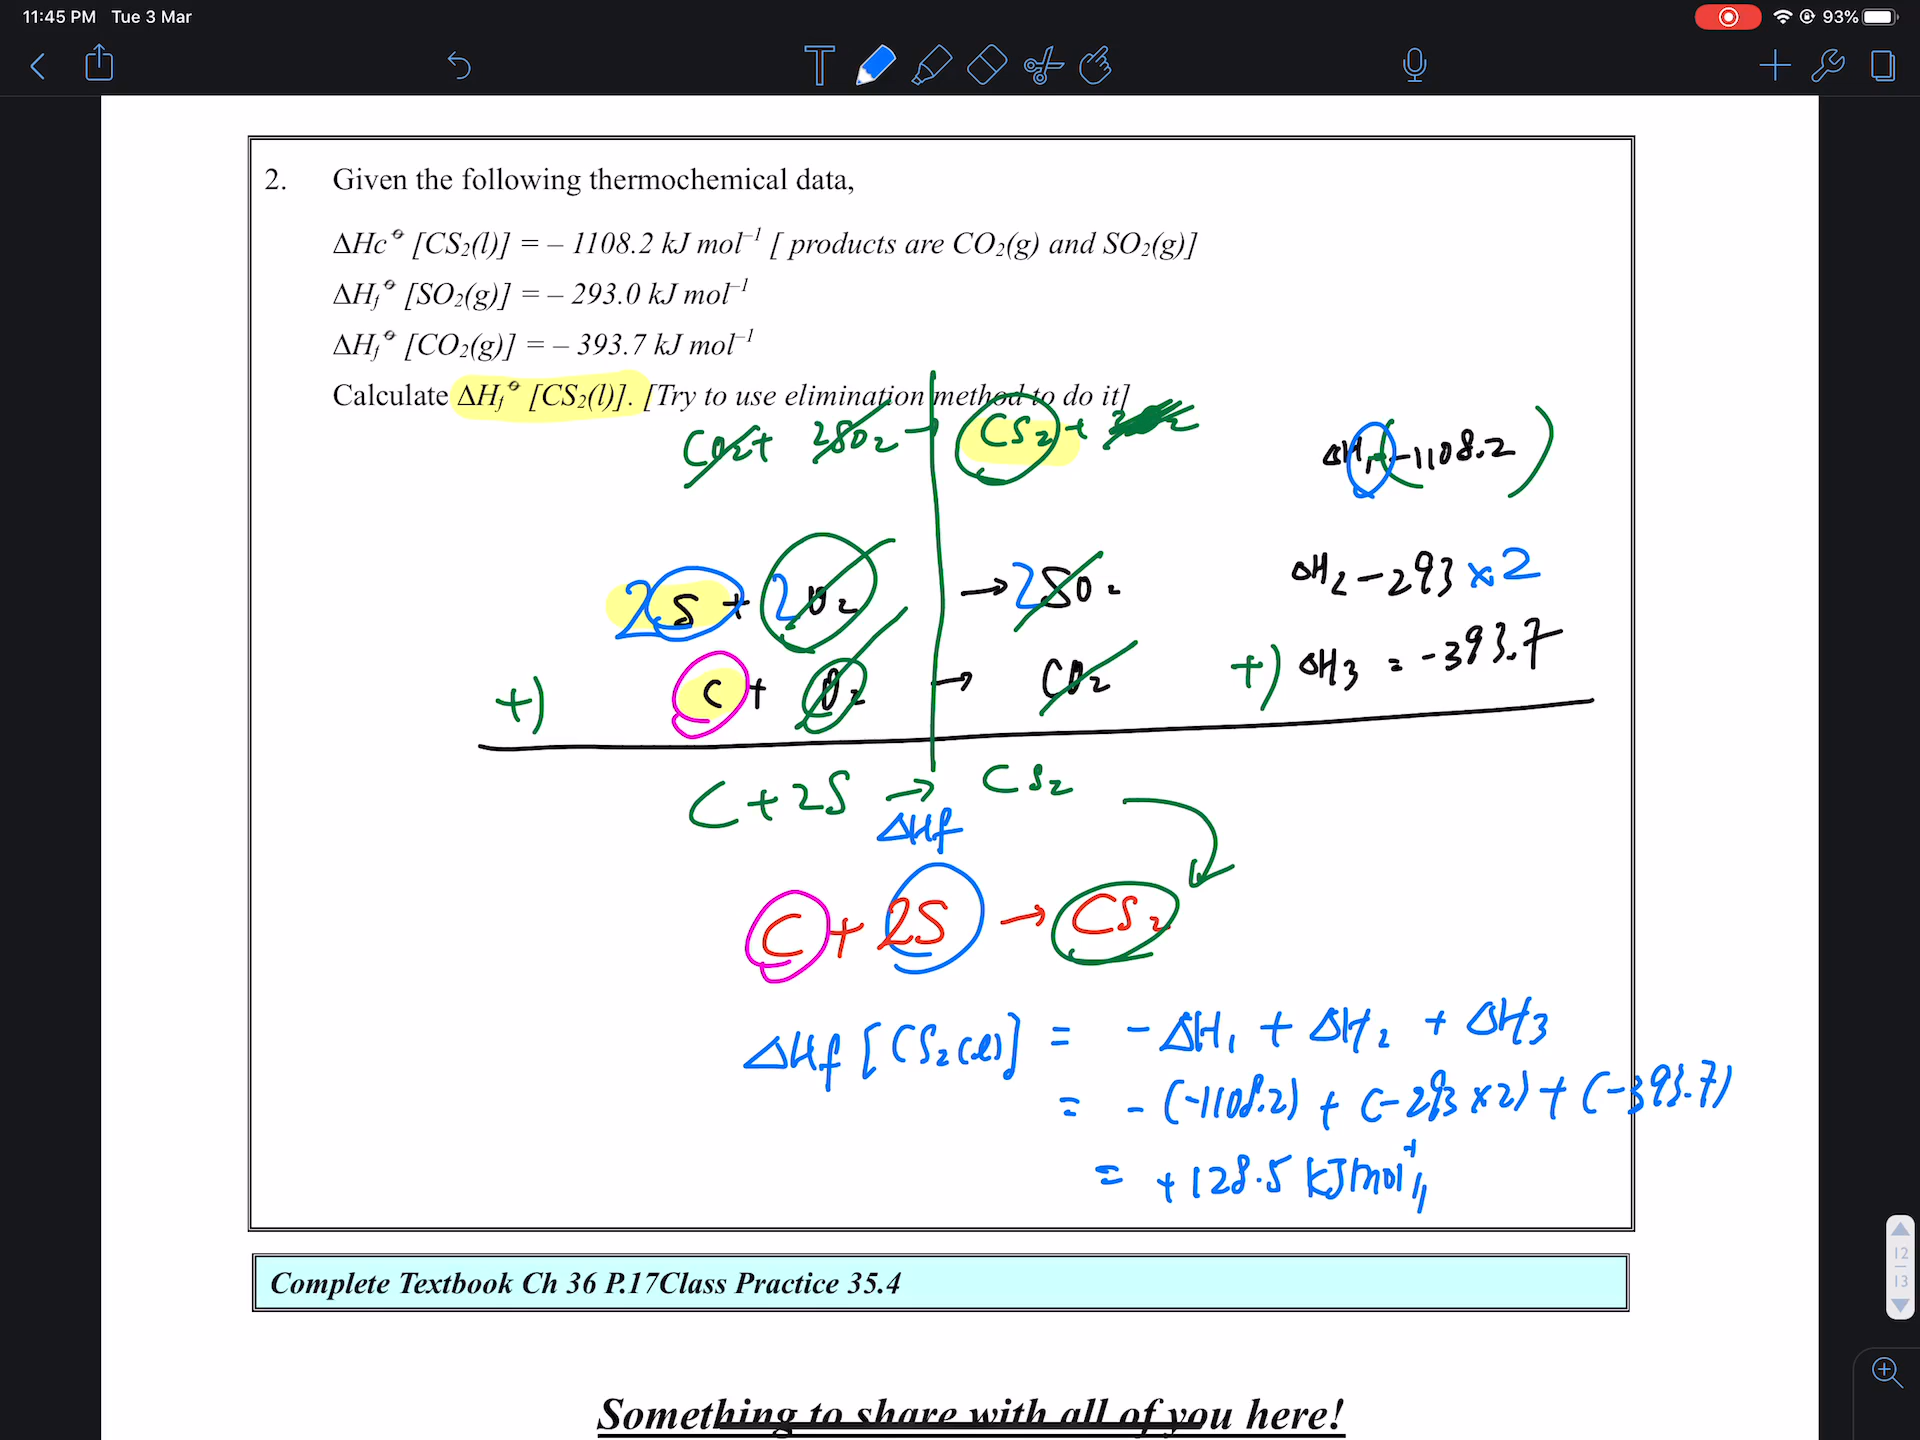 11:45 PM Tue 3 Mar 93%
2. Given the following thermochemical data,
ΔHc⦵ [CS₂(l)] = – 1108.2 kJ mol⁻¹ [ products are CO₂(g) and SO₂(g)]
ΔHf⦵ [SO₂(g)] = – 293.0 kJ mol⁻¹
ΔHf⦵ [CO₂(g)] = – 393.7 kJ mol⁻¹
Calculate ΔHf⦵ [CS₂(l)]. [Try to use elimination method to do it]
CO₂ + 2SO₂ → CS₂ + ΔH₁ (-1108.2)
2S + 2O₂ → 2SO₂ ΔH₂ -293 ×2
+) C + O₂ → CO₂ +) ΔH₃ = -393.7
C + 2S → CS₂
ΔHf
C + 2S → CS₂
ΔHf [CS₂(l)] = - ΔH₁ + ΔH₂ + ΔH₃
= - (-1108.2) + (-293 ×2) + (-393.7)
= +128.5 kJ mol⁻¹
Complete Textbook Ch 36 P.17Class Practice 35.4
12
13
Something to share with all of you here!